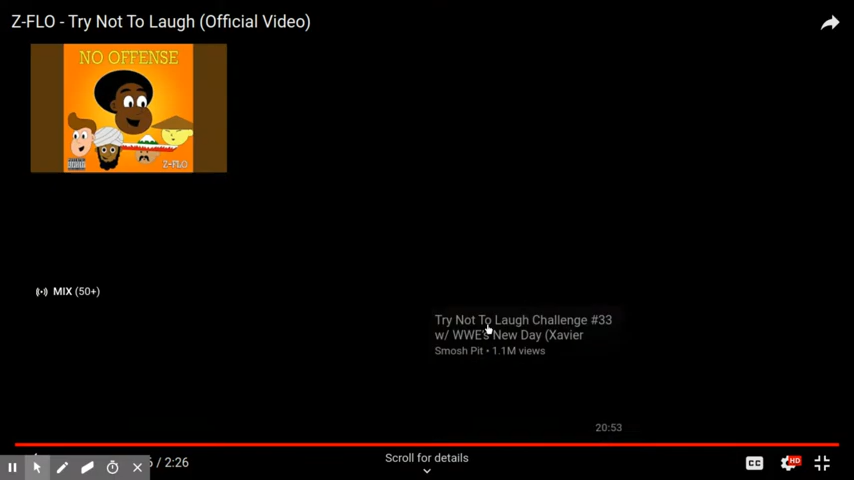 Z-FLO - Try Not To Laugh (Official Video)
NO OFFENSE
Z-FLO
MIX (50+)
Try Not To Laugh Challenge #33
w/ WWE's New Day (Xavier
Smosh Pit • 1.1M views
20:53
/ 2:26
Scroll for details
CC
HD